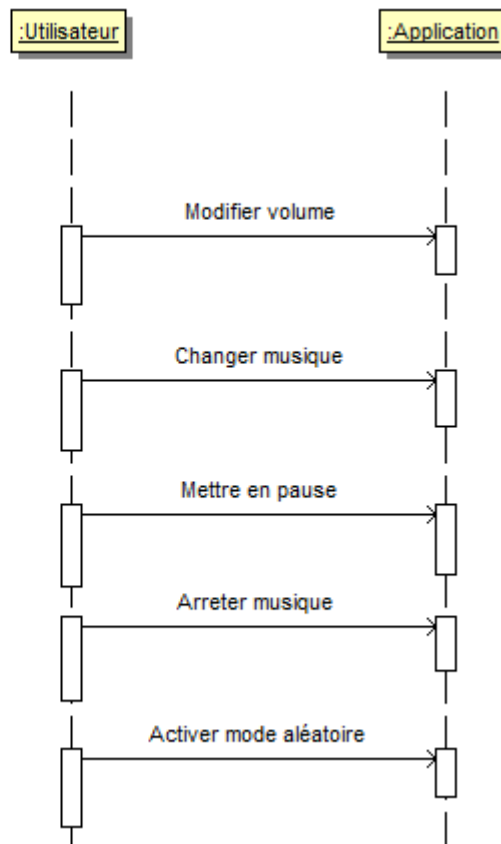 :Utilisateur
:Application
Modifier volume
Changer musique
Mettre en pause
Arreter musique
Activer mode aléatoire